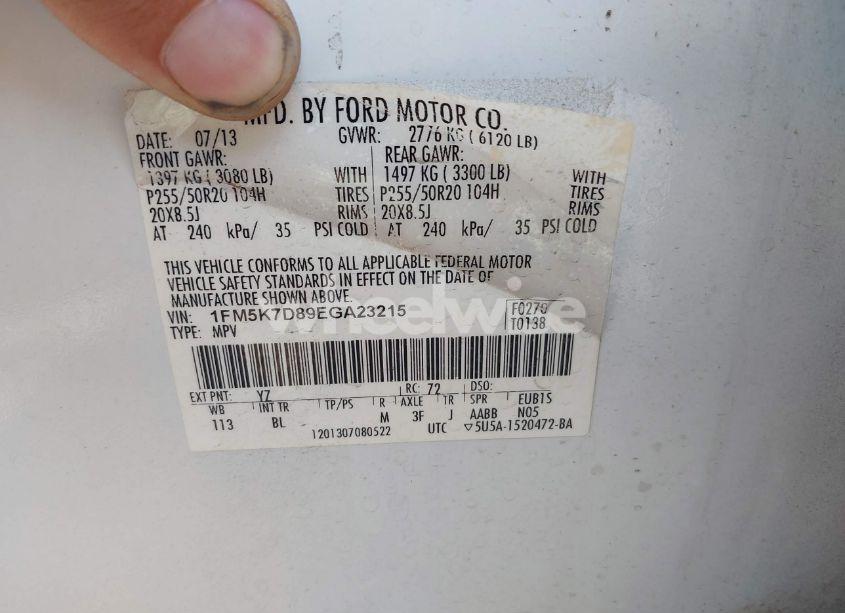 MFD. BY FORD MOTOR CO.
DATE: 07/13 GVWR: 2776 KG ( 6120 LB)
FRONT GAWR: REAR GAWR:
1397 KG ( 3080 LB) WITH 1497 KG ( 3300 LB) WITH
P255/50R20 104H TIRES P255/50R20 104H TIRES
20X8.5J RIMS 20X8.5J RIMS
AT 240 kPa/ 35 PSI COLD AT 240 kPa/ 35 PSI COLD
THIS VEHICLE CONFORMS TO ALL APPLICABLE FEDERAL MOTOR
VEHICLE SAFETY STANDARDS IN EFFECT ON THE DATE OF
MANUFACTURE SHOWN ABOVE.
VIN: 1FM5K7D89EGA23215 F0270
TYPE: MPV T0138
wheelwise
EXT PNT: YZ RC: 72 DSO:
WB INT TR TP/PS R AXLE TR SPR EUB1S
113 BL M 3F J AABB N05
1201307080522 UTC ▽5U5A-1520472-BA